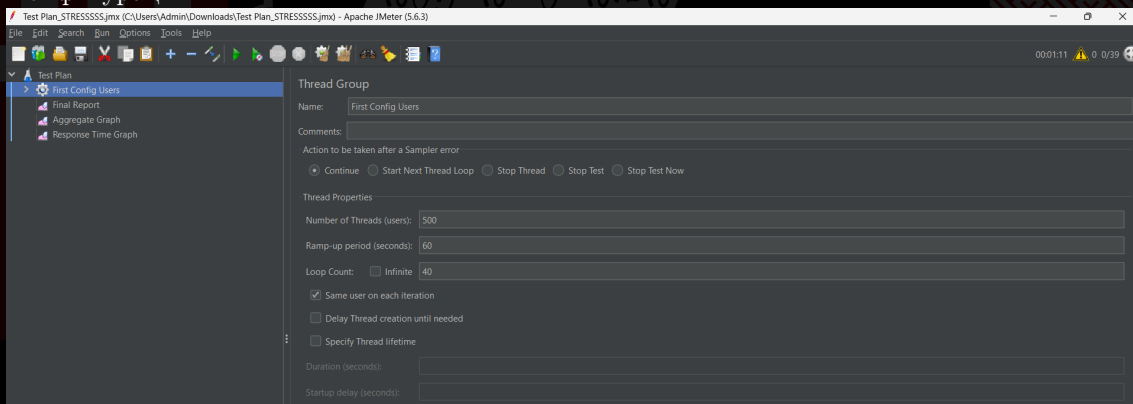 Test Plan_STRESSSSS.jmx (C:\Users\Admin\Downloads\Test Plan_STRESSSSS.jmx) - Apache JMeter (5.6.3)
File Edit Search Run Options Tools Help
00:01:11 0 0/39
Test Plan
First Config Users
Final Report
Aggregate Graph
Response Time Graph
Thread Group
Name: First Config Users
Comments:
Action to be taken after a Sampler error
Continue Start Next Thread Loop Stop Thread Stop Test Stop Test Now
Thread Properties
Number of Threads (users): 500
Ramp-up period (seconds): 60
Loop Count: Infinite 40
Same user on each iteration
Delay Thread creation until needed
Specify Thread lifetime
Duration (seconds):
Startup delay (seconds):